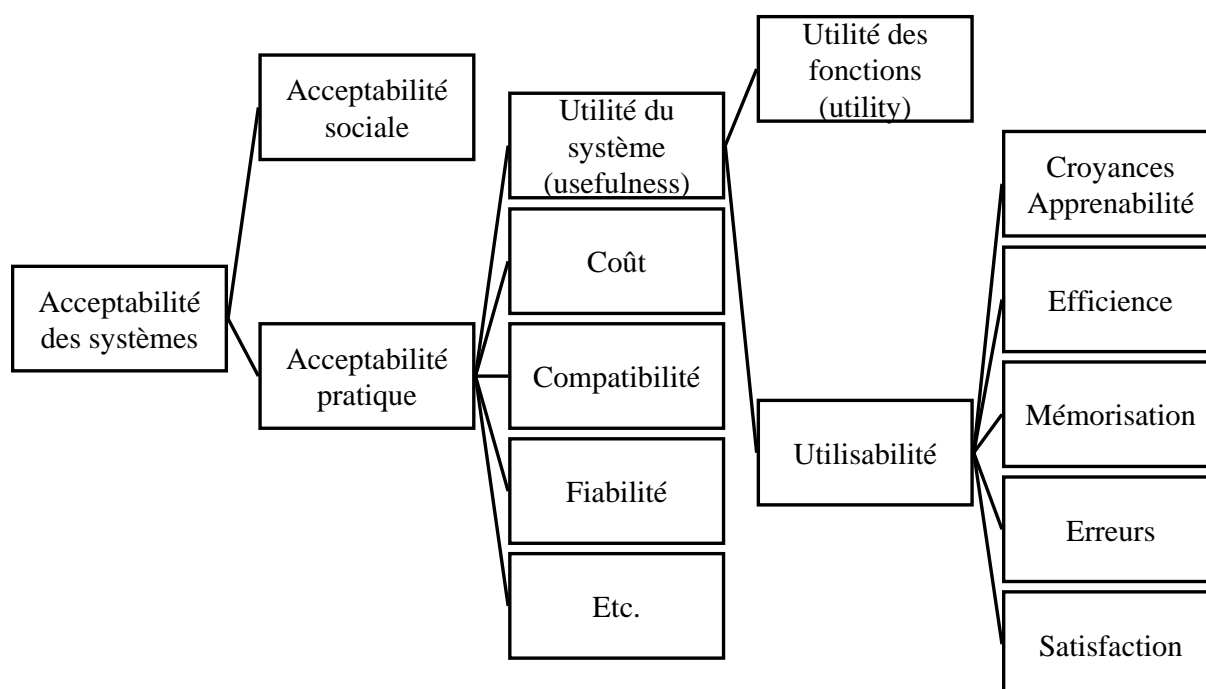 Acceptabilité
des systèmes
Acceptabilité
sociale
Acceptabilité
pratique
Utilité du
système
(usefulness)
Coût
Compatibilité
Fiabilité
Etc.
Utilité des
fonctions
(utility)
Utilisabilité
Croyances
Apprenabilité
Efficience
Mémorisation
Erreurs
Satisfaction